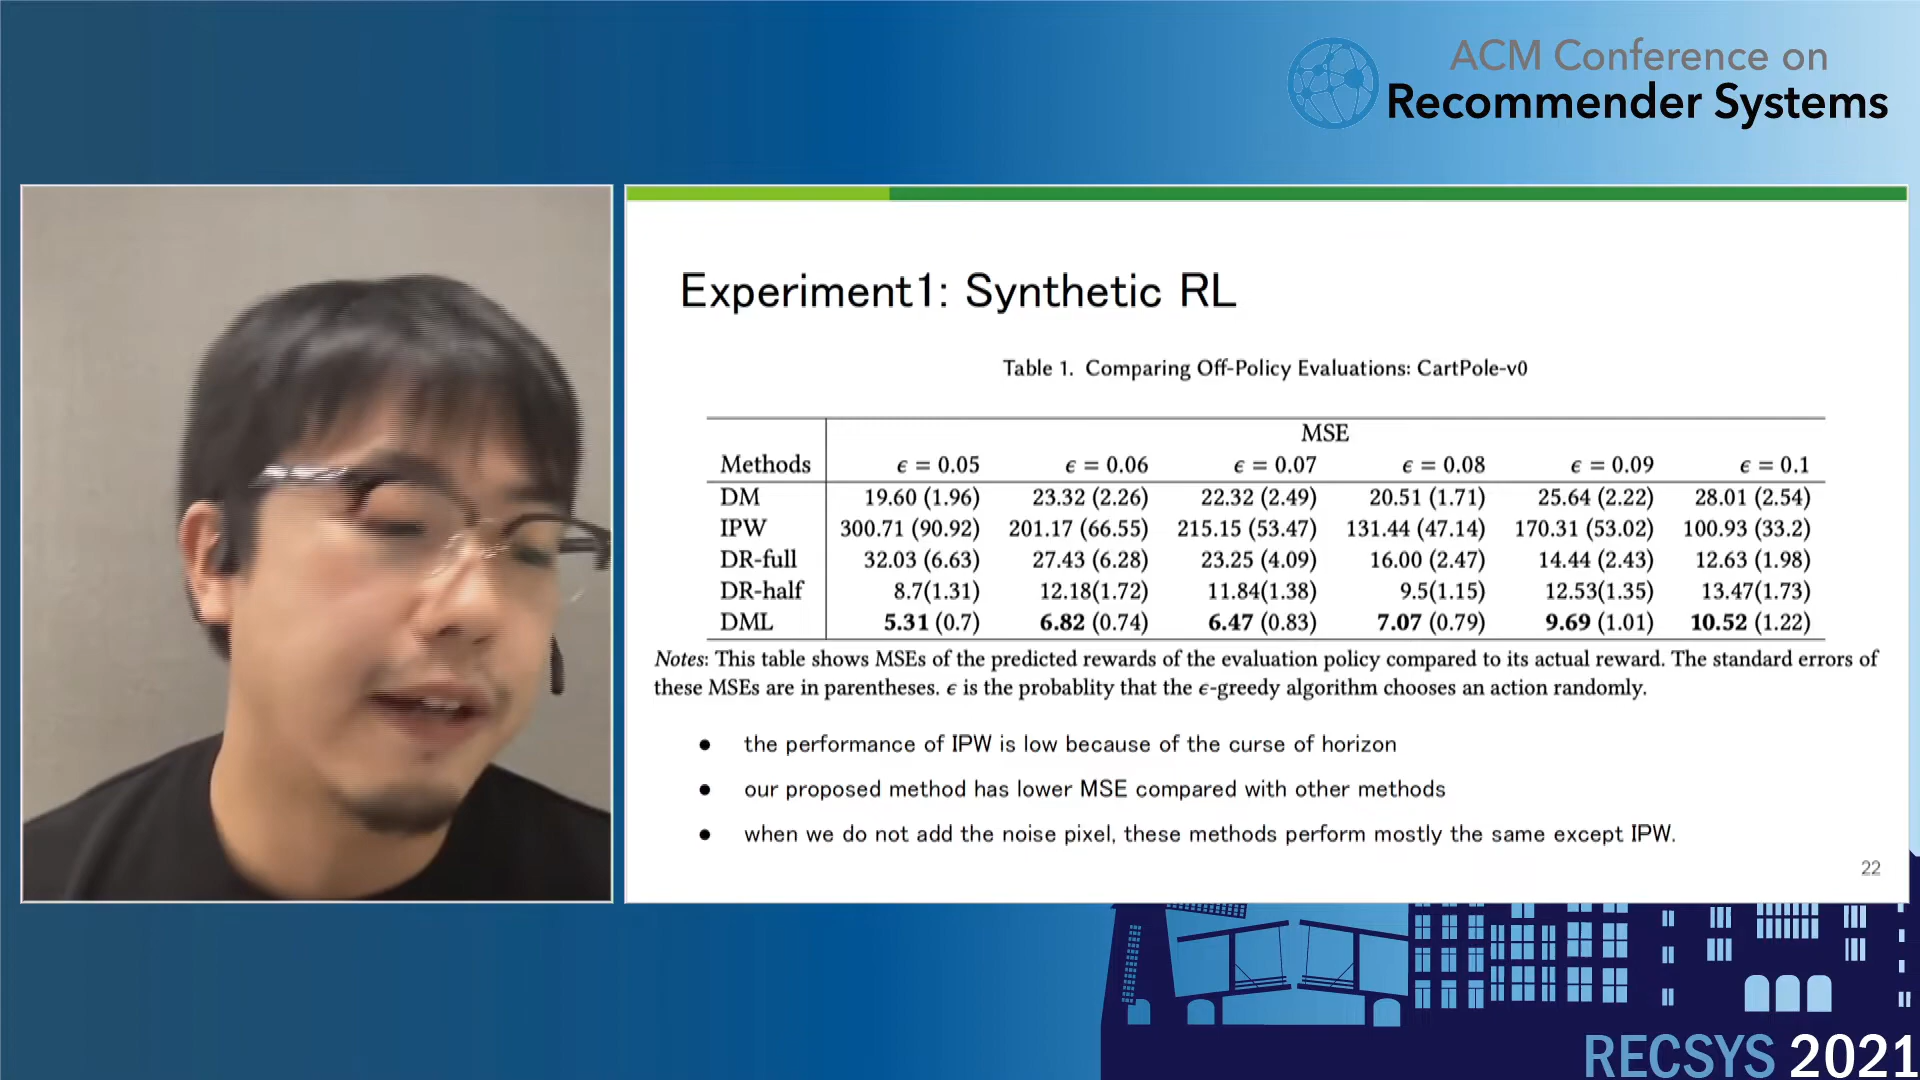 ACM Conference on
Recommender Systems
Experiment1: Synthetic RL
Table 1. Comparing Off-Policy Evaluations: CartPole-v0
MSE
Methods ϵ = 0.05 ϵ = 0.06 ϵ = 0.07 ϵ = 0.08 ϵ = 0.09 ϵ = 0.1
DM 19.60 (1.96) 23.32 (2.26) 22.32 (2.49) 20.51 (1.71) 25.64 (2.22) 28.01 (2.54)
IPW 300.71 (90.92) 201.17 (66.55) 215.15 (53.47) 131.44 (47.14) 170.31 (53.02) 100.93 (33.2)
DR-full 32.03 (6.63) 27.43 (6.28) 23.25 (4.09) 16.00 (2.47) 14.44 (2.43) 12.63 (1.98)
DR-half 8.7(1.31) 12.18(1.72) 11.84(1.38) 9.5(1.15) 12.53(1.35) 13.47(1.73)
DML 5.31 (0.7) 6.82 (0.74) 6.47 (0.83) 7.07 (0.79) 9.69 (1.01) 10.52 (1.22)
Notes: This table shows MSEs of the predicted rewards of the evaluation policy compared to its actual reward. The standard errors of
these MSEs are in parentheses. ϵ is the probablity that the ϵ-greedy algorithm chooses an action randomly.
● the performance of IPW is low because of the curse of horizon
● our proposed method has lower MSE compared with other methods
● when we do not add the noise pixel, these methods perform mostly the same except IPW.
22
RECSYS 2021